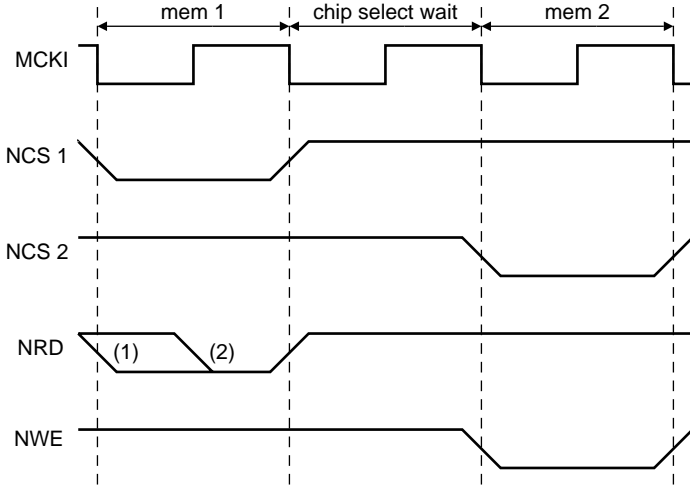 mem 1 chip select wait mem 2
MCKI
NCS 1
NCS 2
NRD (1) (2)
NWE